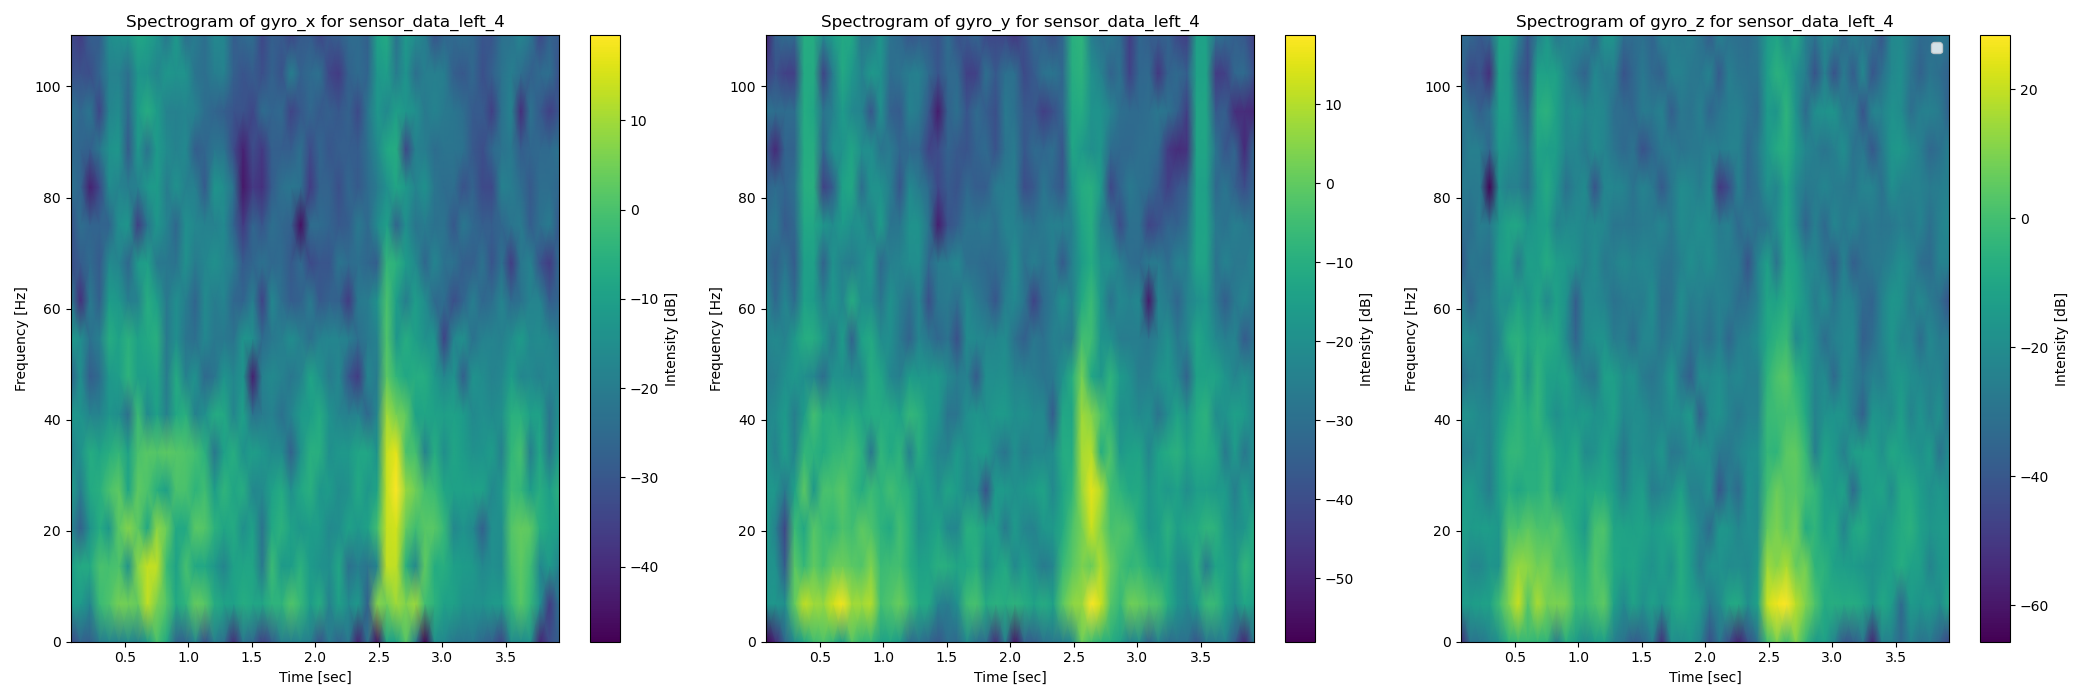 Spectrogram of gyro_x for sensor_data_left_4
100
80
60
40
20
0
Frequency [Hz]
0.5 1.0 1.5 2.0 2.5 3.0 3.5
Time [sec]
10
0
−10
−20
−30
−40
Intensity [dB]
Spectrogram of gyro_y for sensor_data_left_4
100
80
60
40
20
0
Frequency [Hz]
0.5 1.0 1.5 2.0 2.5 3.0 3.5
Time [sec]
10
0
−10
−20
−30
−40
−50
Intensity [dB]
Spectrogram of gyro_z for sensor_data_left_4
100
80
60
40
20
0
Frequency [Hz]
0.5 1.0 1.5 2.0 2.5 3.0 3.5
Time [sec]
20
0
−20
−40
−60
Intensity [dB]